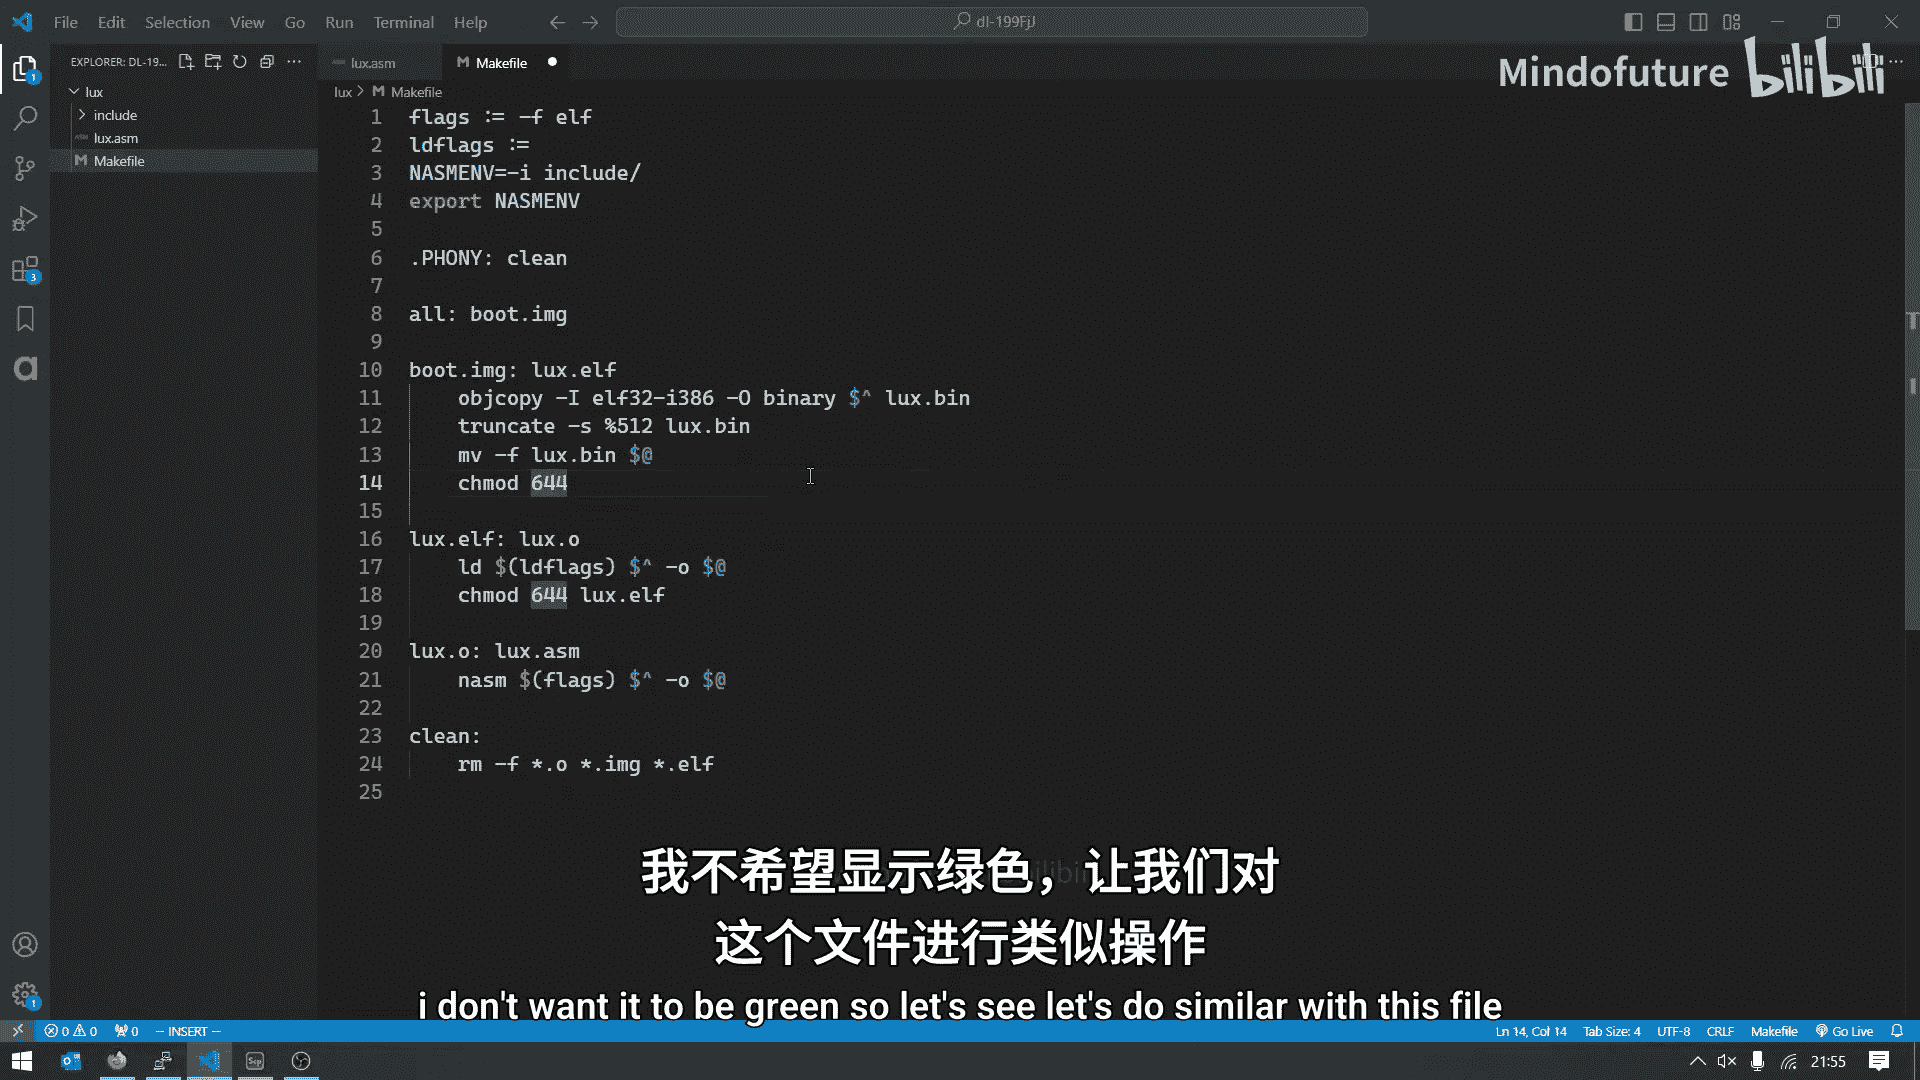 File Edit Selection View Go Run Terminal Help
dl-199FjJ
EXPLORER: DL-19...
lux.asm
Makefile
Mindofuture bilibili
lux
include
lux.asm
Makefile
lux > Makefile
1 flags := -f elf
2 ldflags :=
3 NASMENV=-i include/
4 export NASMENV
5
6 .PHONY: clean
7
8 all: boot.img
9
10 boot.img: lux.elf
11 objcopy -I elf32-i386 -O binary $^ lux.bin
12 truncate -s %512 lux.bin
13 mv -f lux.bin $@
14 chmod 644
15
16 lux.elf: lux.o
17 ld $(ldflags) $^ -o $@
18 chmod 644 lux.elf
19
20 lux.o: lux.asm
21 nasm $(flags) $^ -o $@
22
23 clean:
24 rm -f *.o *.img *.elf
25
我不希望显示绿色，让我们对
这个文件进行类似操作
i don't want it to be green so let's see let's do similar with this file
0 0 0 -- INSERT -- Ln 14, Col 14 Tab Size: 4 UTF-8 CRLF Makefile Go Live
21:55